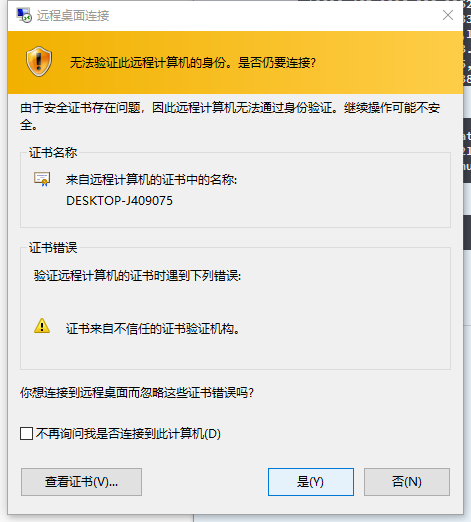 远程桌面连接
无法验证此远程计算机的身份。是否仍要连接?
由于安全证书存在问题，因此远程计算机无法通过身份验证。继续操作可能不安
全。
证书名称
来自远程计算机的证书中的名称:
DESKTOP-J409075
证书错误
验证远程计算机的证书时遇到下列错误:
证书来自不信任的证书验证机构。
你想连接到远程桌面而忽略这些证书错误吗?
不再询问我是否连接到此计算机(D)
查看证书(V)...
是(Y)
否(N)